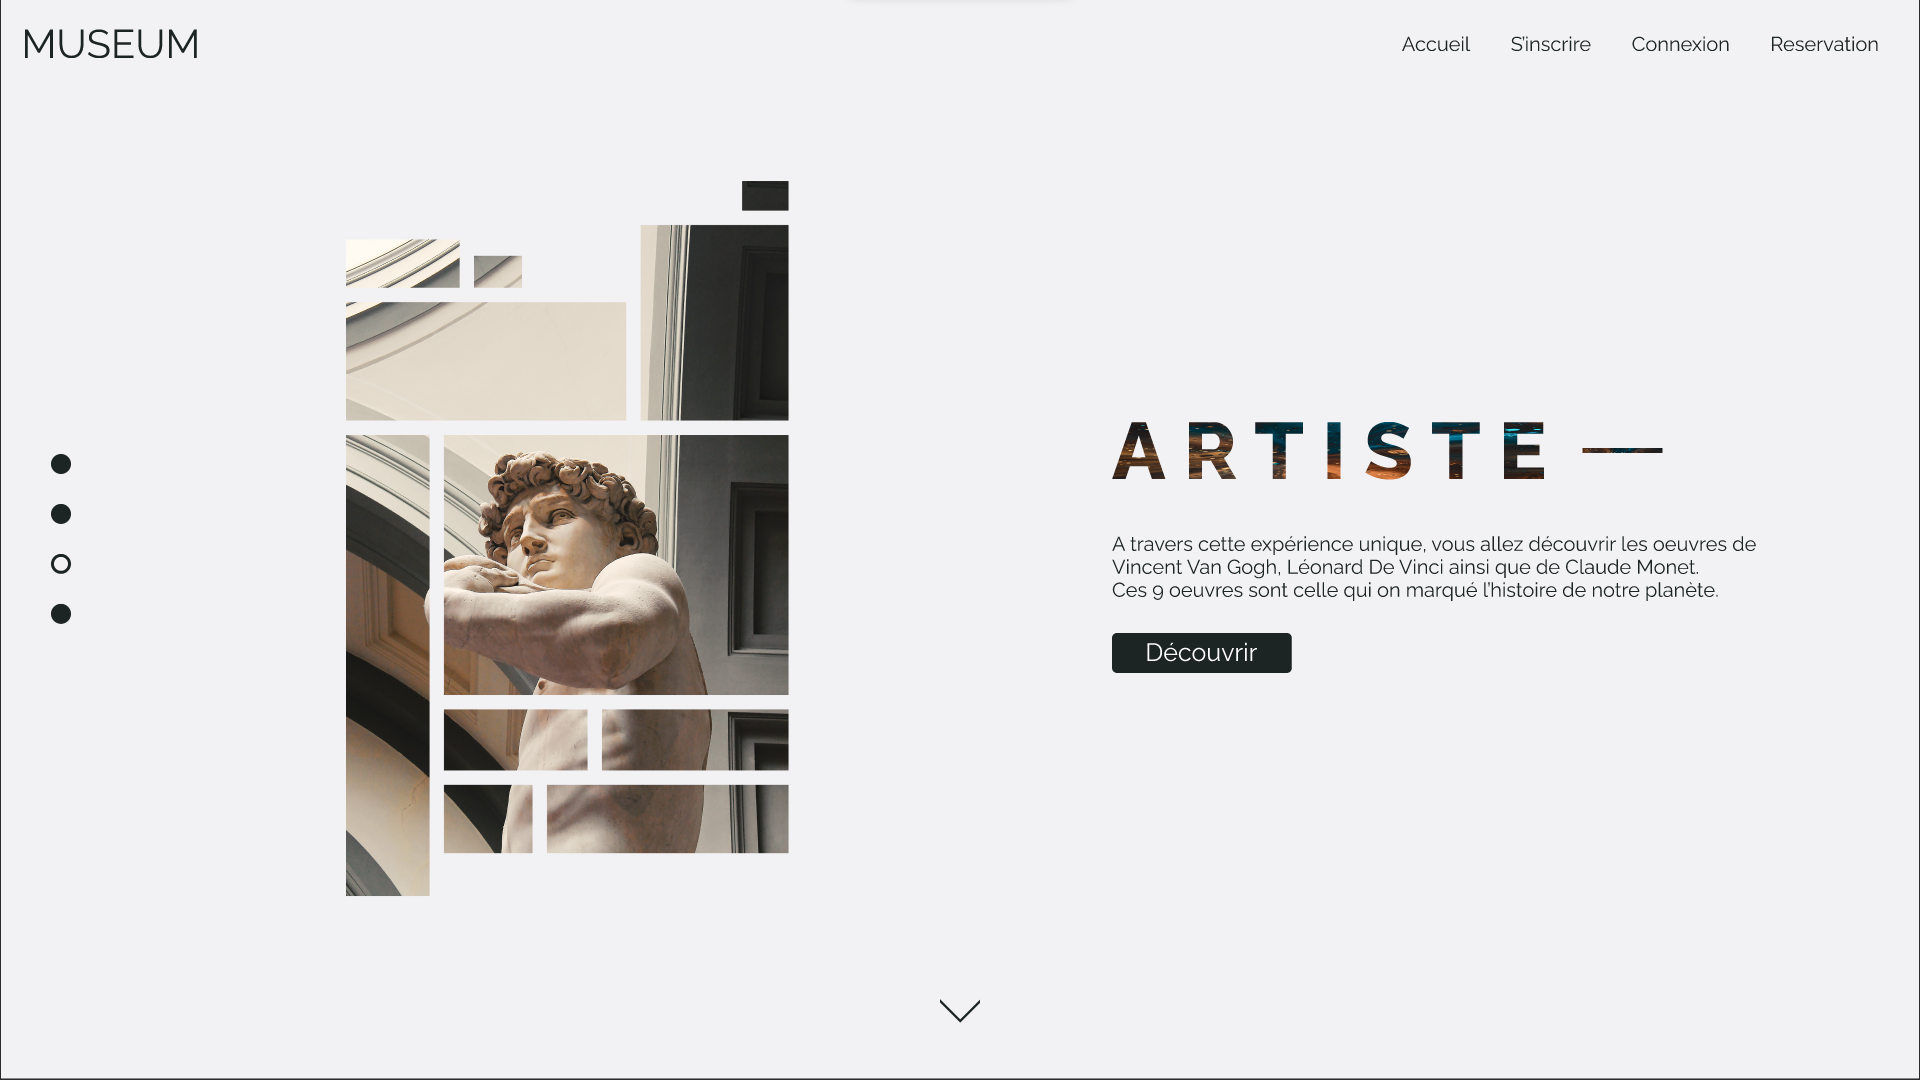 MUSEUM
Accueil S'inscrire Connexion Reservation
ARTISTE
A travers cette expérience unique, vous allez découvrir les oeuvres de
Vincent Van Gogh, Léonard De Vinci ainsi que de Claude Monet.
Ces 9 oeuvres sont celle qui on marqué l'histoire de notre planète.
Découvrir